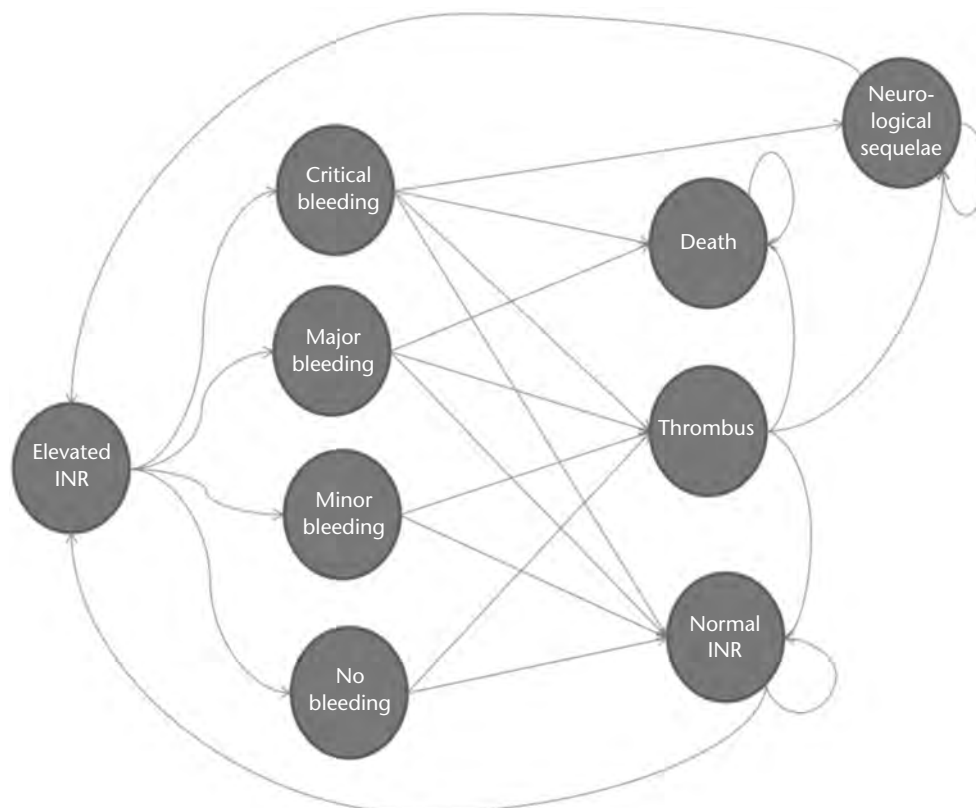 Neuro-
logical
sequelae
Critical
bleeding
Death
Major
bleeding
Thrombus
Elevated
INR
Minor
bleeding
Normal
INR
No
bleeding